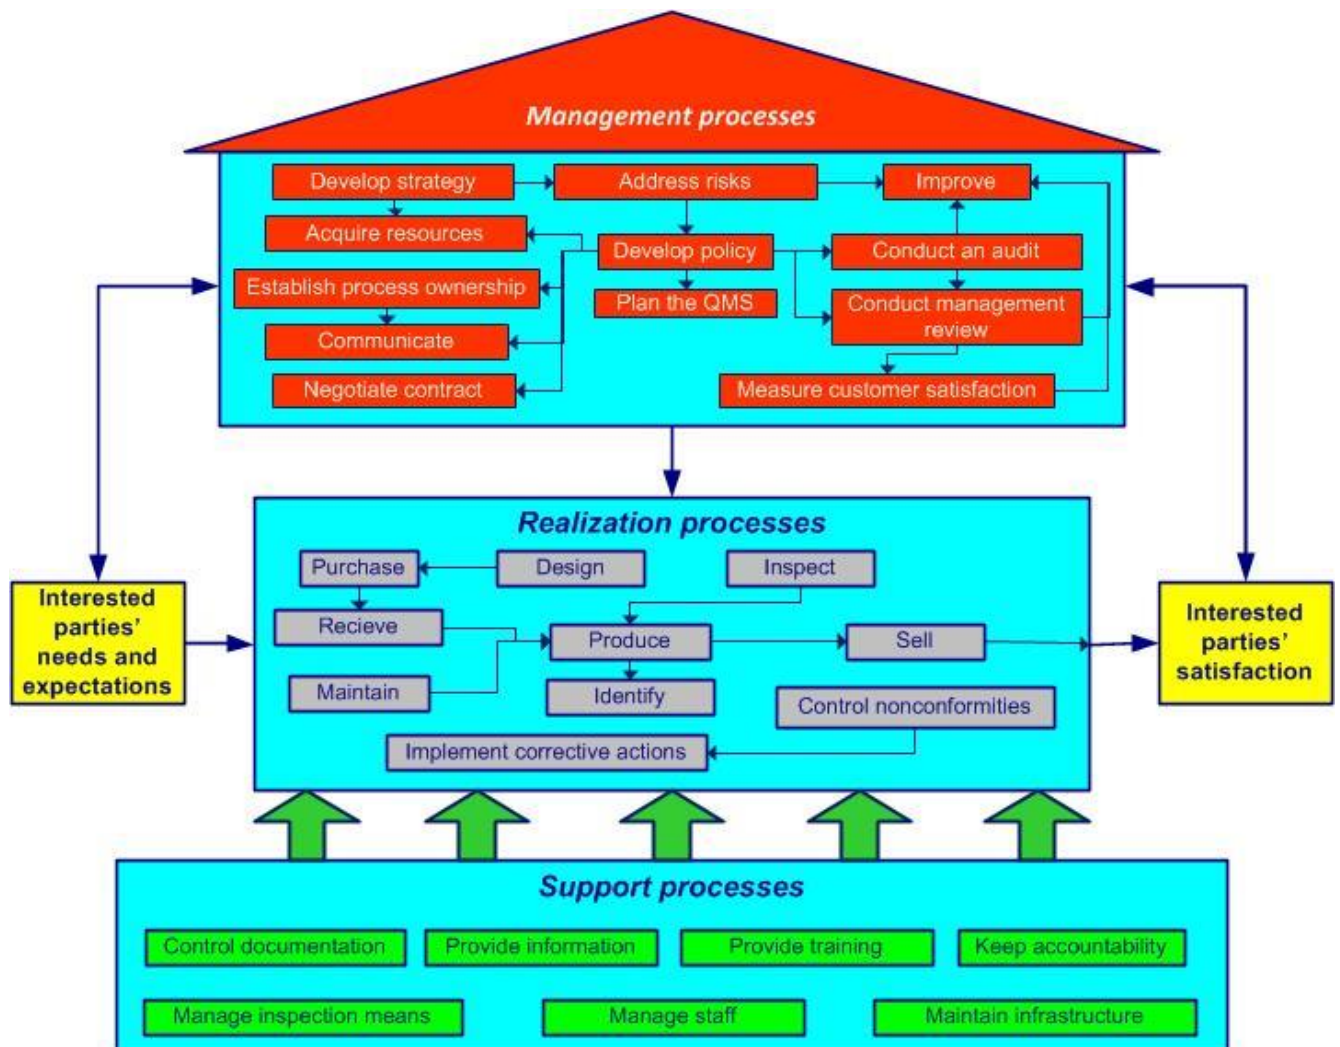 Management processes
Develop strategy
Address risks
Improve
Acquire resources
Develop policy
Conduct an audit
Establish process ownership
Plan the QMS
Conduct management
review
Communicate
Negotiate contract
Measure customer satisfaction
Realization processes
Purchase
Design
Inspect
Interested
parties’
needs and
expectations
Recieve
Produce
Sell
Interested
parties’
satisfaction
Maintain
Identify
Control nonconformities
Implement corrective actions
Support processes
Control documentation
Provide information
Provide training
Keep accountability
Manage inspection means
Manage staff
Maintain infrastructure